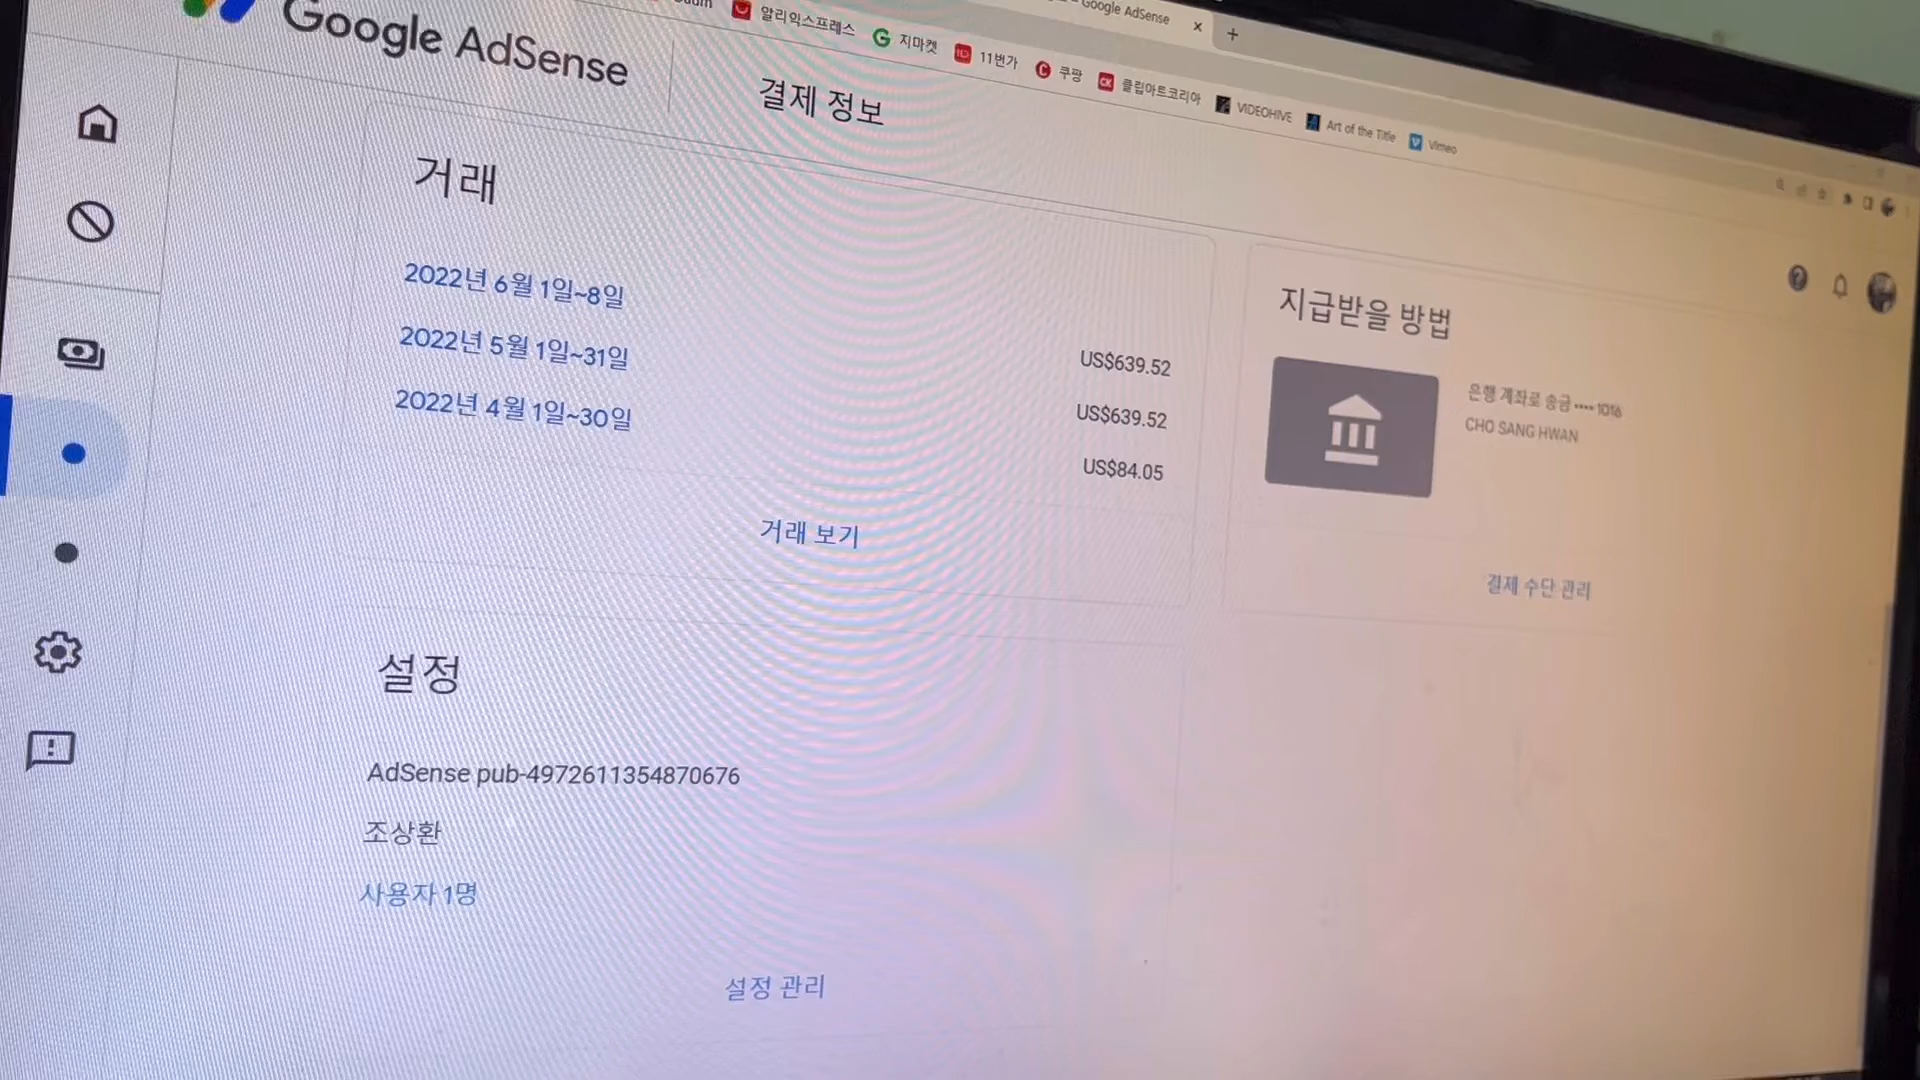 Google AdSense
알리익스프레스
지마켓
11번가
쿠팡
클립아트코리아
VIDEOHIVE
Art of the Title
Vimeo
Google AdSense
결제 정보
거래
2022년 6월 1일~8일
US$639.52
2022년 5월 1일~31일
US$639.52
2022년 4월 1일~30일
US$84.05
거래 보기
지급받을 방법
은행 계좌로 송금 •••• 1016
CHO SANG HWAN
결제 수단 관리
설정
AdSense pub-4972611354870676
조상환
사용자 1명
설정 관리